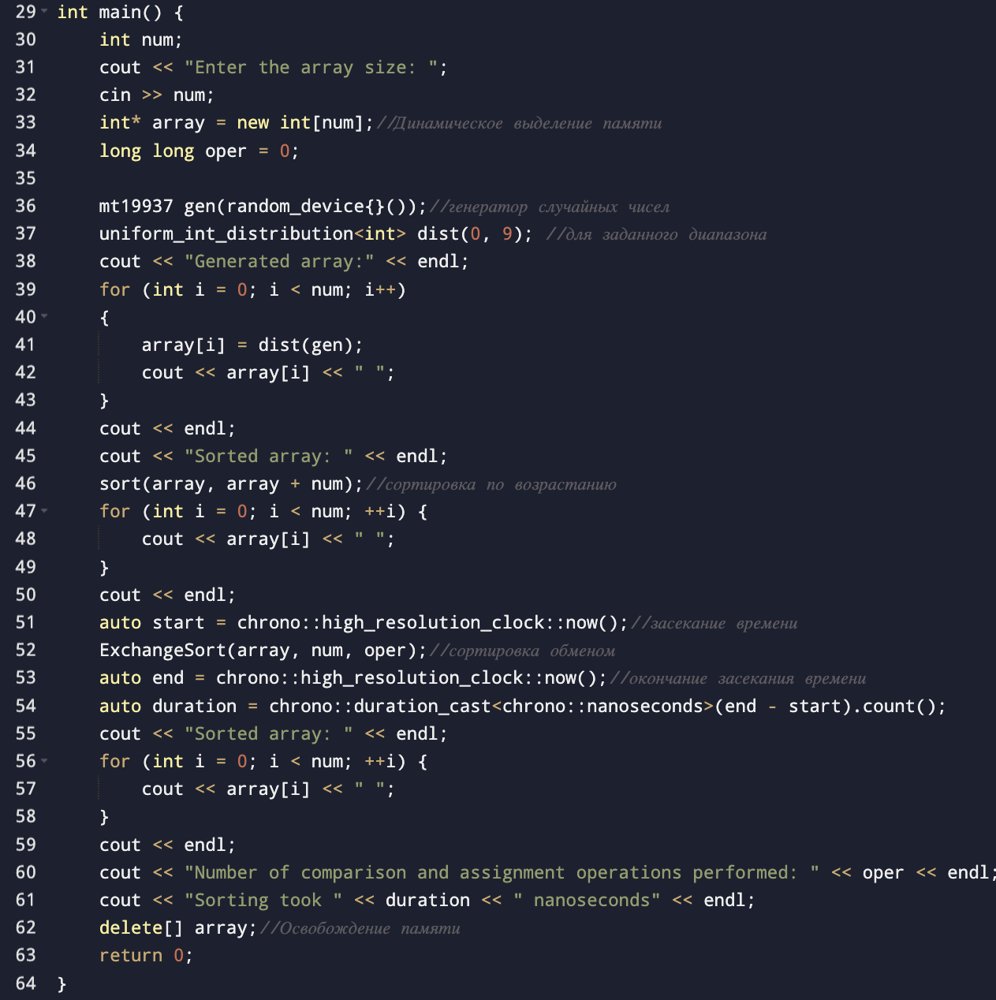 29 int main() {
30     int num;
31     cout << "Enter the array size: ";
32     cin >> num;
33     int* array = new int[num];//Динамическое выделение памяти
34     long long oper = 0;
35
36     mt19937 gen(random_device{}());//генератор случайных чисел
37     uniform_int_distribution<int> dist(0, 9); //для заданного диапазона
38     cout << "Generated array:" << endl;
39     for (int i = 0; i < num; i++)
40     {
41         array[i] = dist(gen);
42         cout << array[i] << " ";
43     }
44     cout << endl;
45     cout << "Sorted array: " << endl;
46     sort(array, array + num);//сортировка по возрастанию
47     for (int i = 0; i < num; ++i) {
48         cout << array[i] << " ";
49     }
50     cout << endl;
51     auto start = chrono::high_resolution_clock::now();//засекание времени
52     ExchangeSort(array, num, oper);//сортировка обменом
53     auto end = chrono::high_resolution_clock::now();//окончание засекания времени
54     auto duration = chrono::duration_cast<chrono::nanoseconds>(end - start).count();
55     cout << "Sorted array: " << endl;
56     for (int i = 0; i < num; ++i) {
57         cout << array[i] << " ";
58     }
59     cout << endl;
60     cout << "Number of comparison and assignment operations performed: " << oper << endl;
61     cout << "Sorting took " << duration << " nanoseconds" << endl;
62     delete[] array;//Освобождение памяти
63     return 0;
64 }